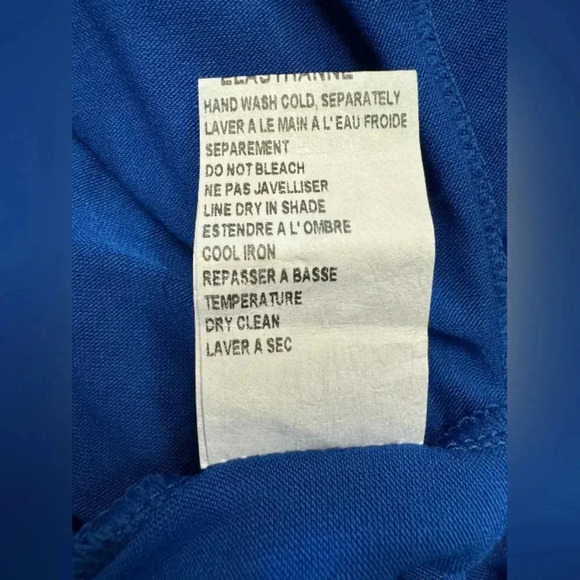 ELASTHANNE
HAND WASH COLD, SEPARATELY
LAVER A LE MAIN A L' EAU FROIDE
SEPAREMENT
DO NOT BLEACH
NE PAS JAVELLISER
LINE DRY IN SHADE
ESTENDRE A L' OMBRE
COOL IRON
REPASSER A BASSE
TEMPERATURE
DRY CLEAN
LAVER A SEC